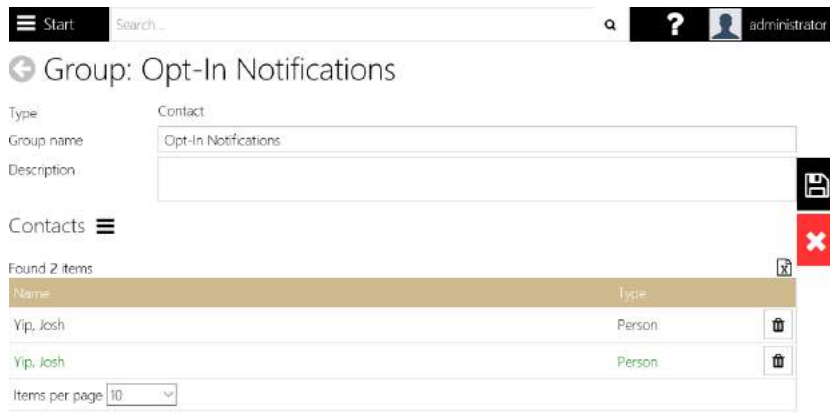 Start Search... ? administrator
Group: Opt-In Notifications
Type Contact
Group name Opt-In Notifications
Description
Contacts
Found 2 items
Name Type
Yip, Josh Person
Yip, Josh Person
Items per page 10